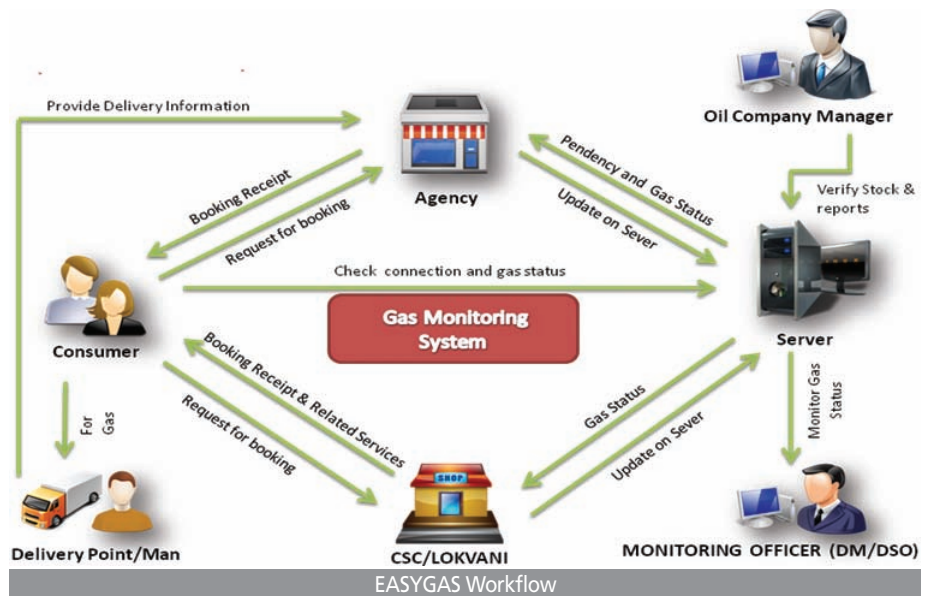 Provide Delivery Information
Oil Company Manager
Agency
Booking Receipt
Request for booking
Pendency and Gas Status
Update on Sever
Verify Stock &
reports
Check connection and gas status
Gas Monitoring
System
Consumer
Server
For
Gas
Booking Receipt & Related Services
Request for booking
Gas Status
Update on Sever
Monitor Gas
Status
SHOP
Delivery Point/Man
CSC/LOKVANI
MONITORING OFFICER (DM/DSO)
EASYGAS Workflow